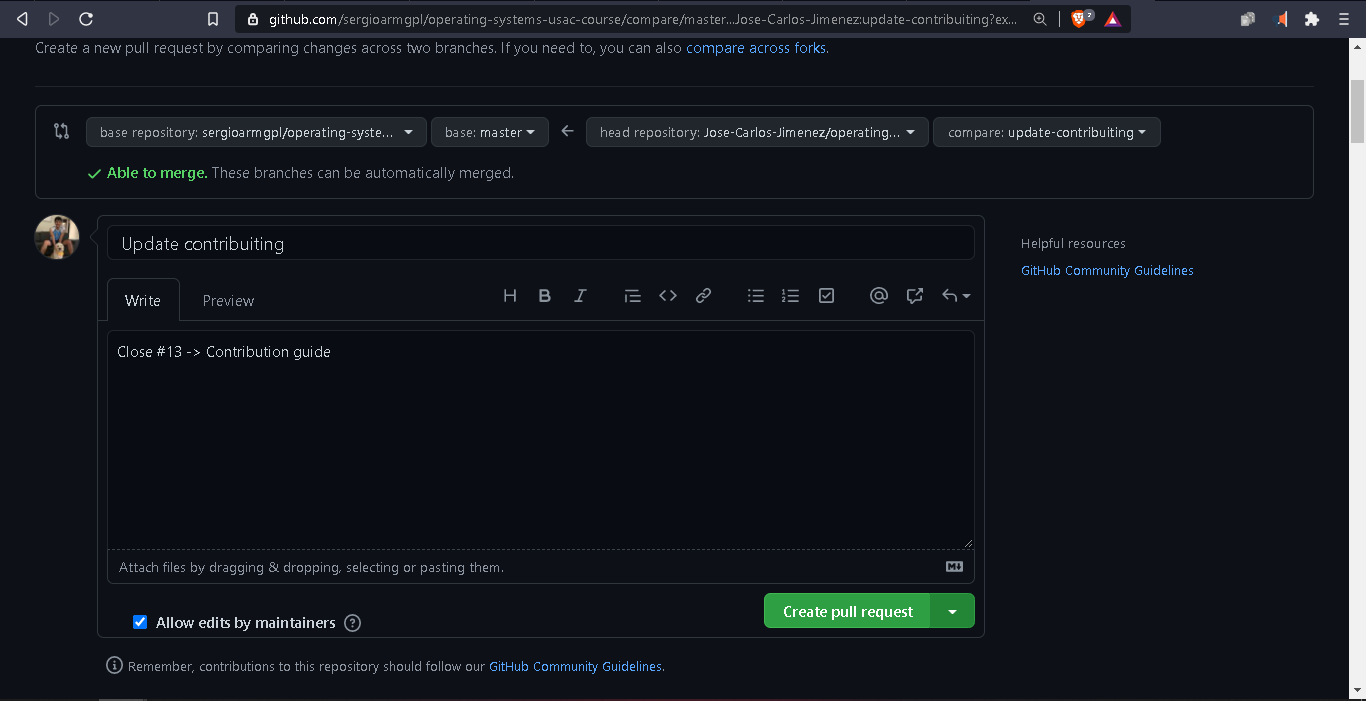 github.com/sergioarmgpl/operating-systems-usac-course/compare/master...Jose-Carlos-Jimenez:update-contribuiting?ex...
7
Create a new pull request by comparing changes across two branches. If you need to, you can also compare across forks.
base repository: sergioarmgpl/operating-syste... base: master head repository: Jose-Carlos-Jimenez/operating... compare: update-contribuiting
Able to merge. These branches can be automatically merged.
Update contribuiting
Helpful resources
GitHub Community Guidelines
Write Preview
Close #13 -> Contribution guide
Attach files by dragging & dropping, selecting or pasting them.
Create pull request
Allow edits by maintainers
Remember, contributions to this repository should follow our GitHub Community Guidelines.